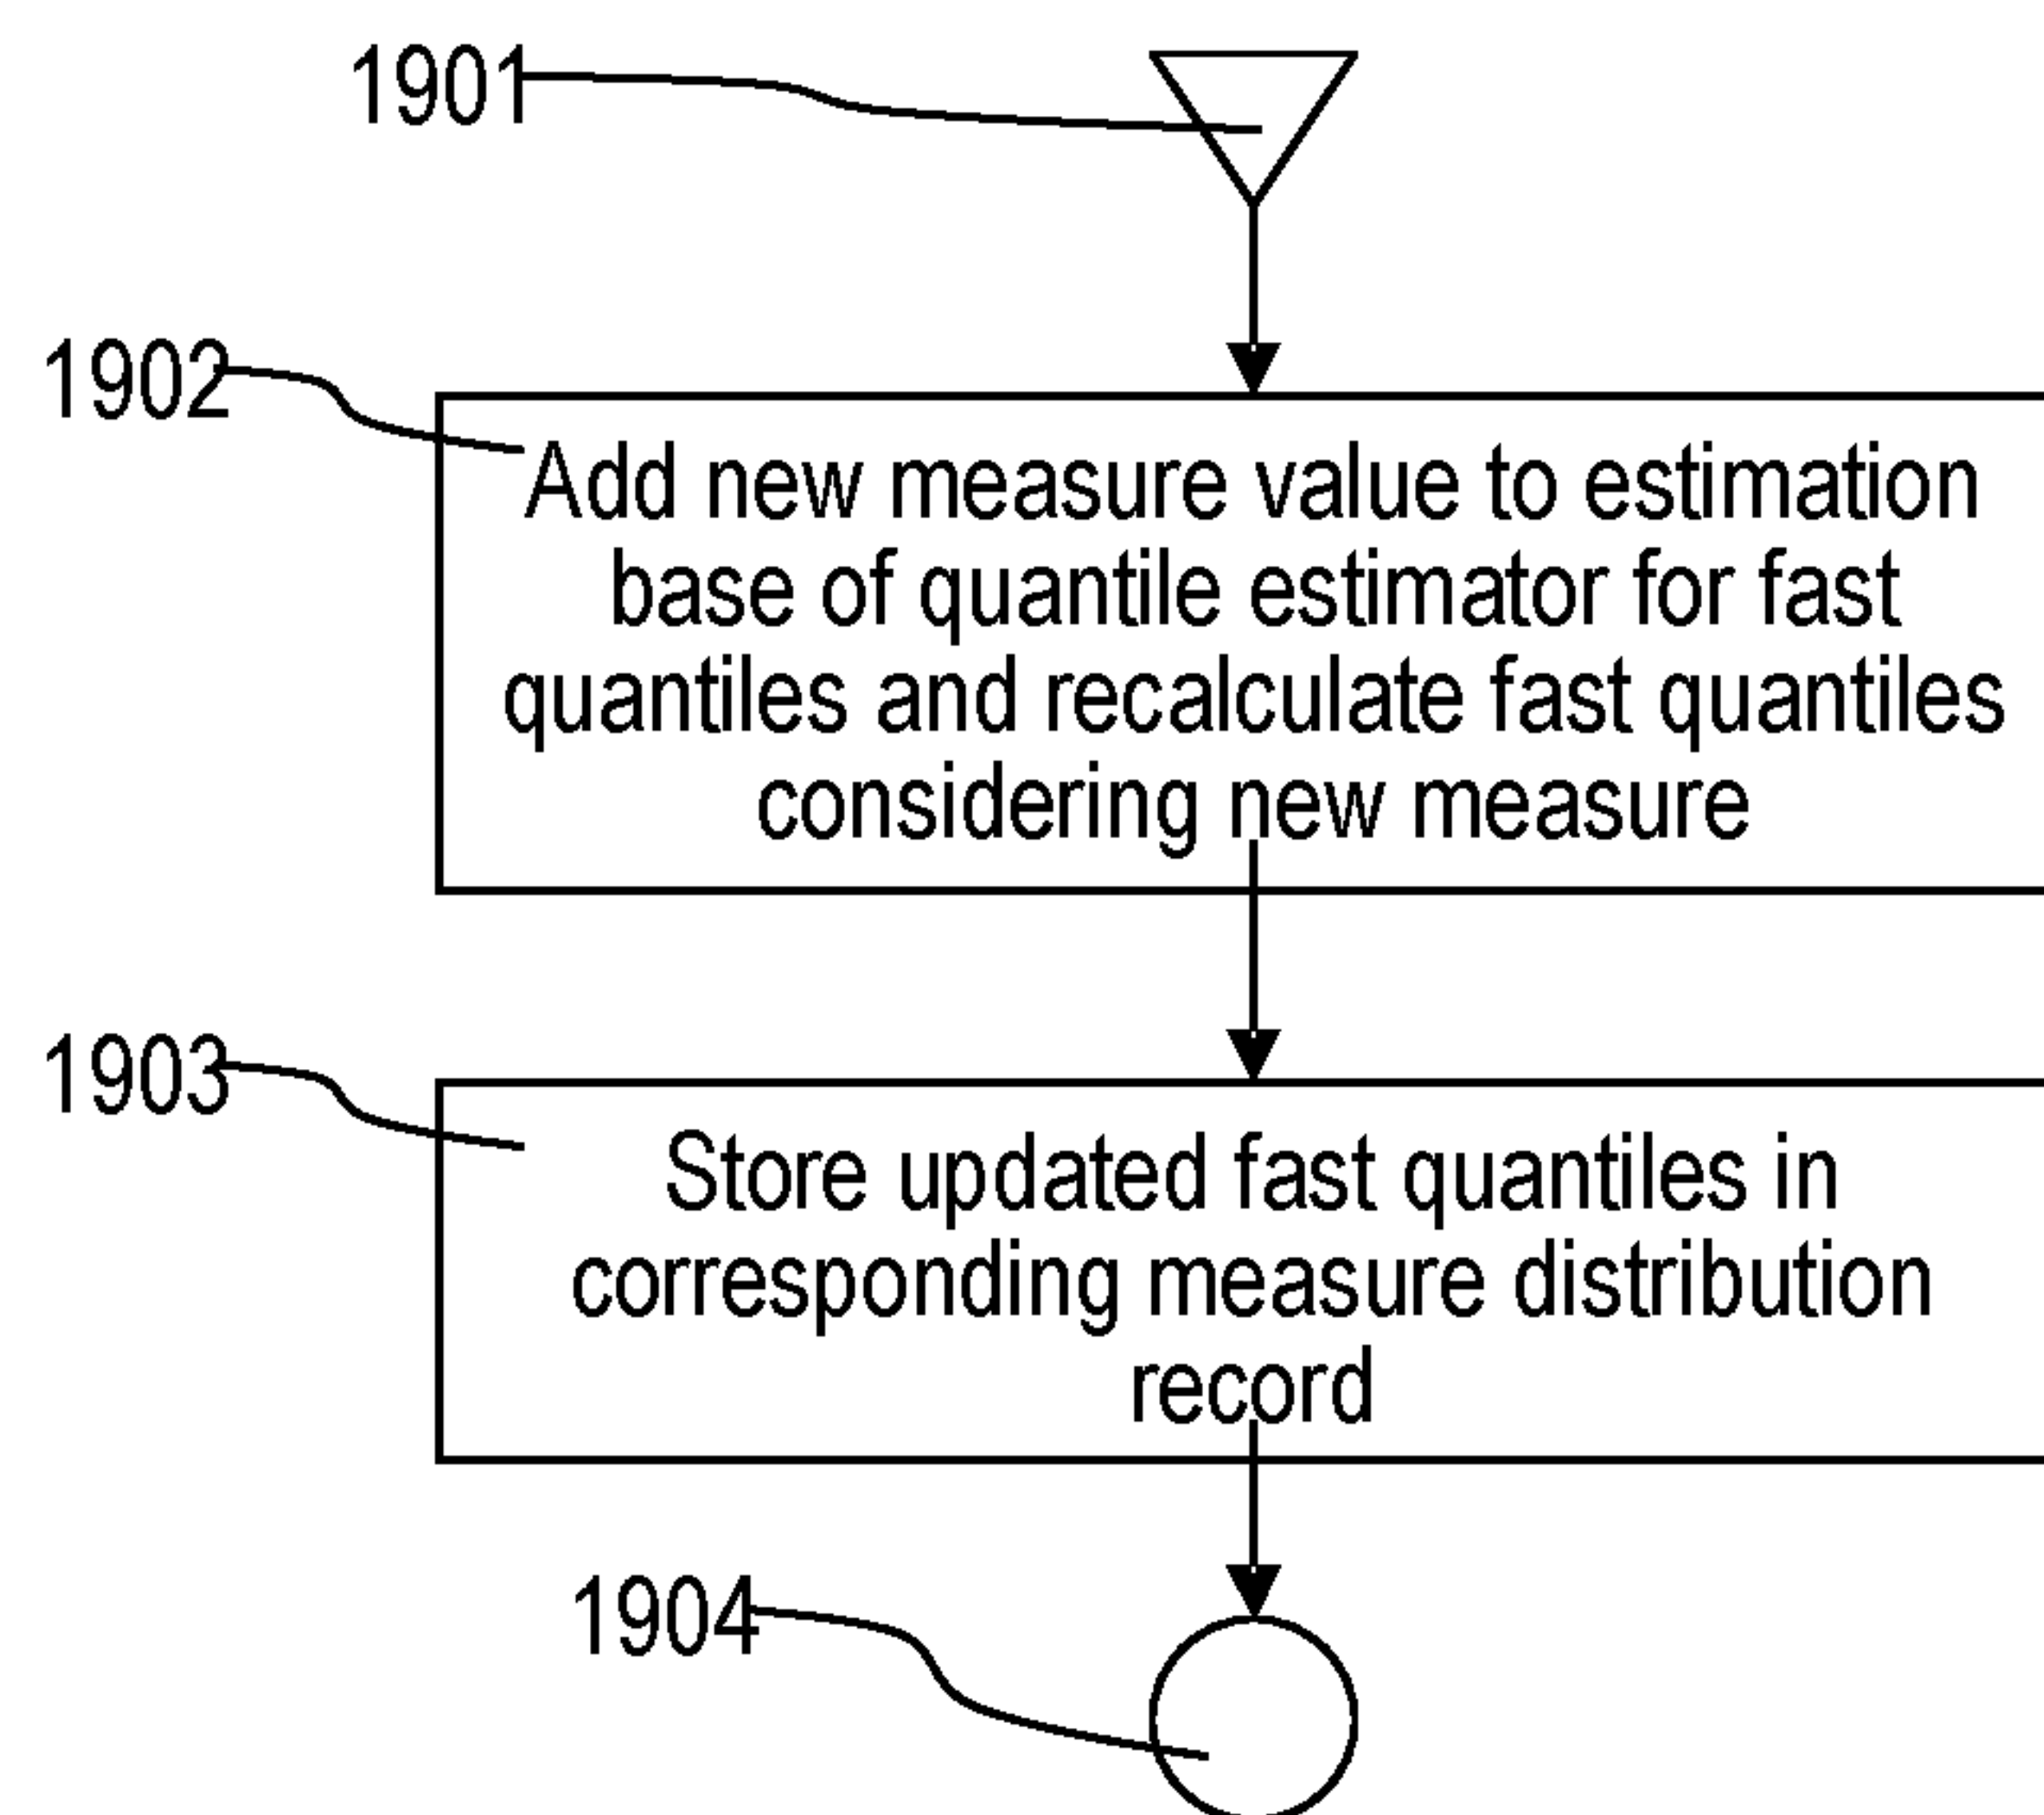 1901
1902
Add new measure value to estimation
base of quantile estimator for fast
quantiles and recalculate fast quantiles
considering new measure
1903
Store updated fast quantiles in
corresponding measure distribution
record
1904